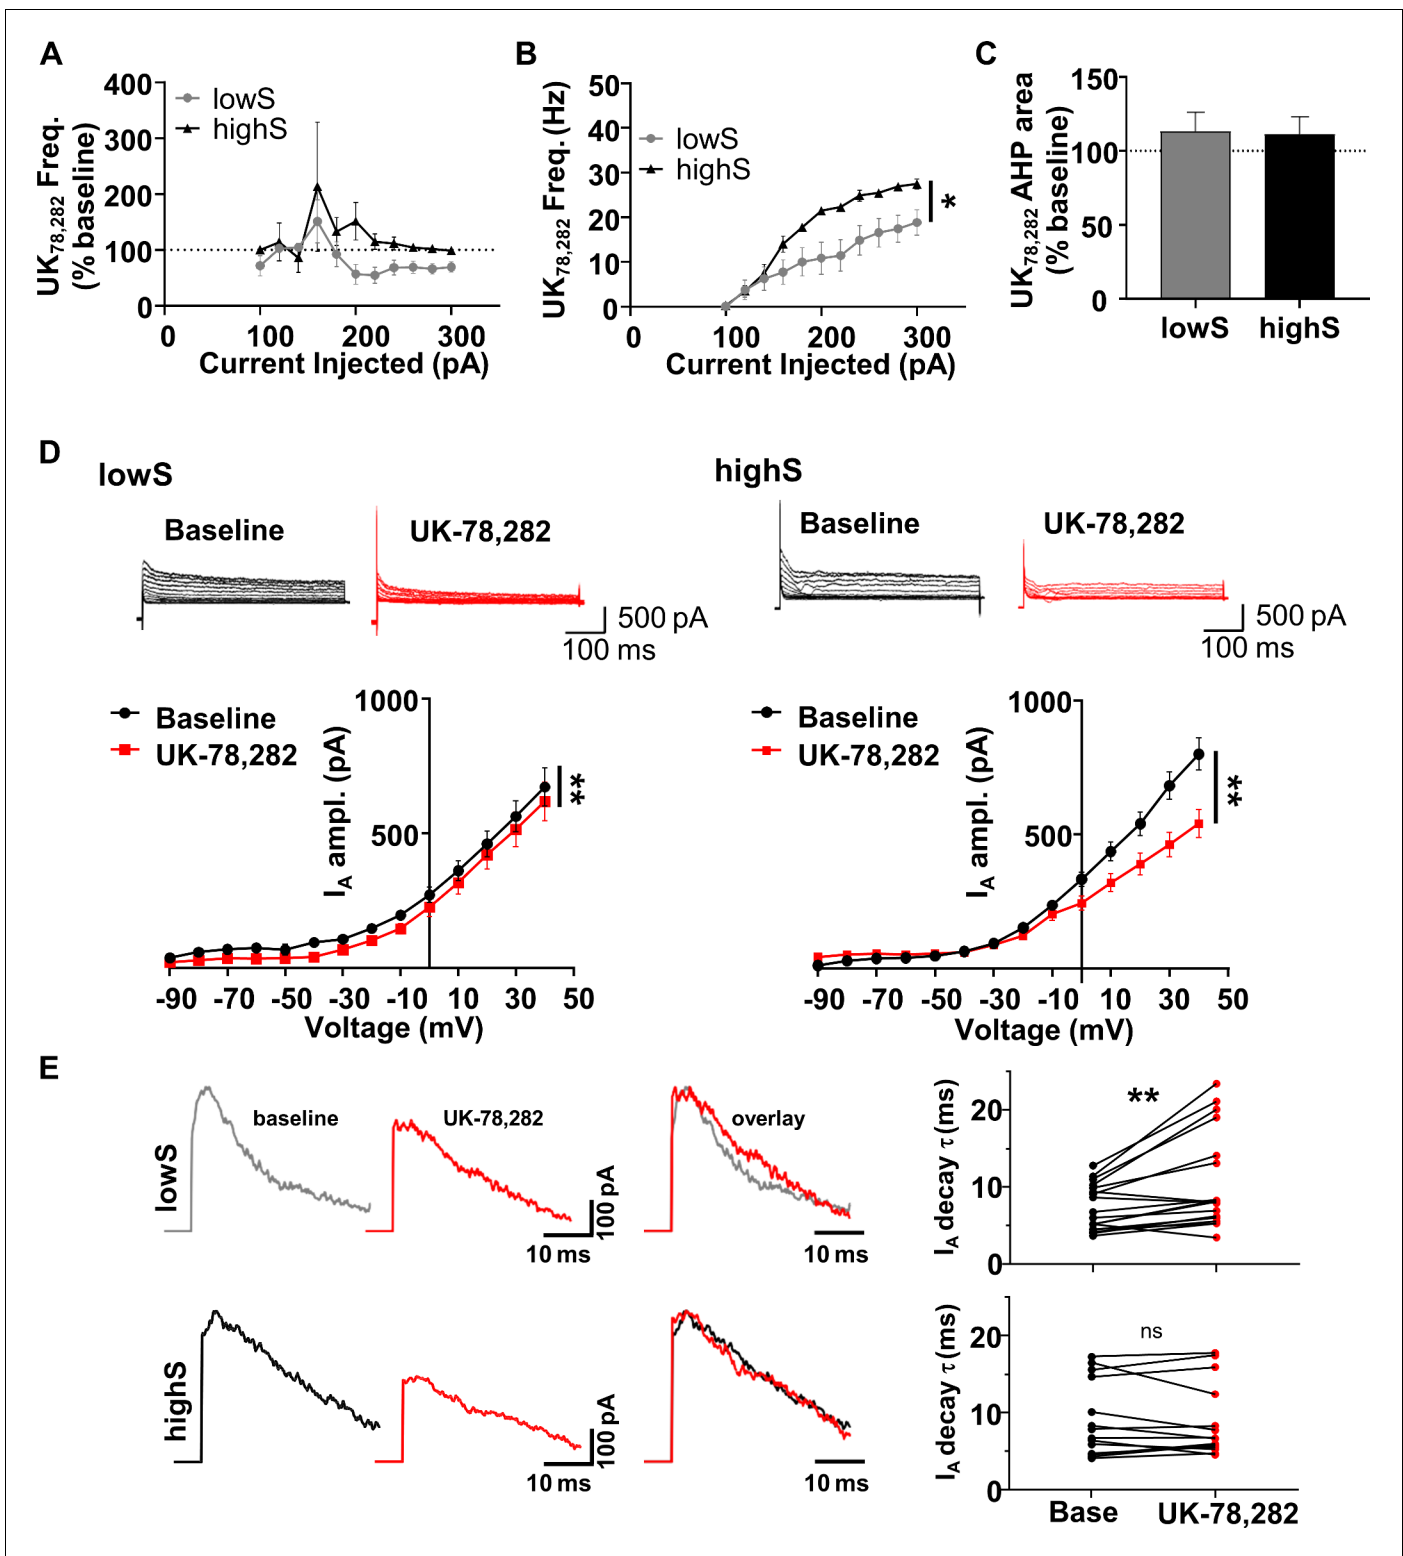 A
UK78,282 Freq.
(% baseline)
400
300
200
100
0
lowS
highS
0
100
200
300
Current Injected (pA)
B
UK78,282 Freq. (Hz)
50
40
30
20
10
0
lowS
highS
*
0
100
200
300
Current Injected (pA)
C
UK78,282 AHP area
(% baseline)
150
100
50
0
lowS
highS
D
lowS
Baseline
UK-78,282
500 pA
100 ms
highS
Baseline
UK-78,282
500 pA
100 ms
Baseline
UK-78,282
IA ampl. (pA)
1000
500
**
-90 -70 -50 -30 -10 10 30 50
Voltage (mV)
Baseline
UK-78,282
IA ampl. (pA)
1000
500
**
-90 -70 -50 -30 -10 10 30 50
Voltage (mV)
E
lowS
baseline
UK-78,282
100 pA
10 ms
overlay
10 ms
IA decay τ (ms)
20
10
0
**
highS
100 pA
10 ms
10 ms
IA decay τ (ms)
20
10
0
ns
Base
UK-78,282